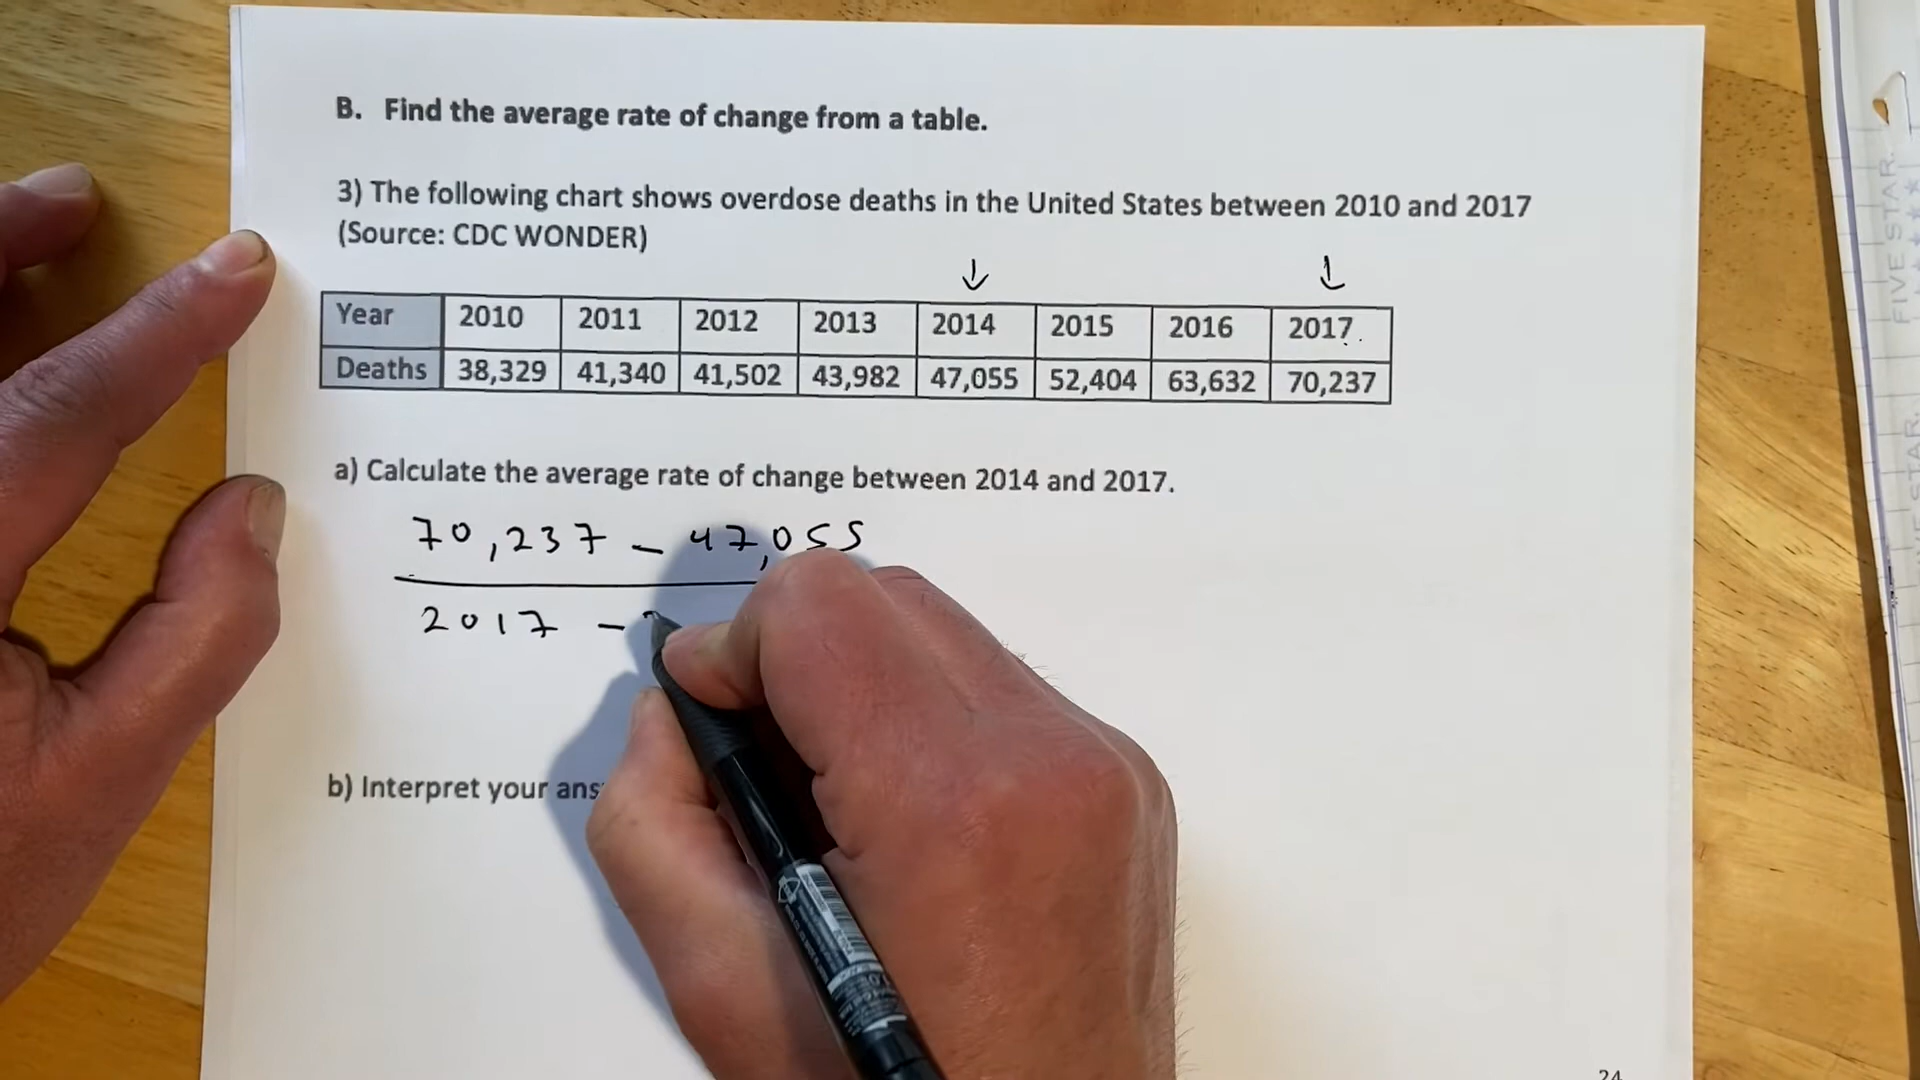 B. Find the average rate of change from a table.
3) The following chart shows overdose deaths in the United States between 2010 and 2017
(Source: CDC WONDER)
Year 2010 2011 2012 2013 2014 2015 2016 2017
Deaths 38,329 41,340 41,502 43,982 47,055 52,404 63,632 70,237
a) Calculate the average rate of change between 2014 and 2017.
70,237 - 47,055
2017 -
b) Interpret your
24
FIVE STAR.